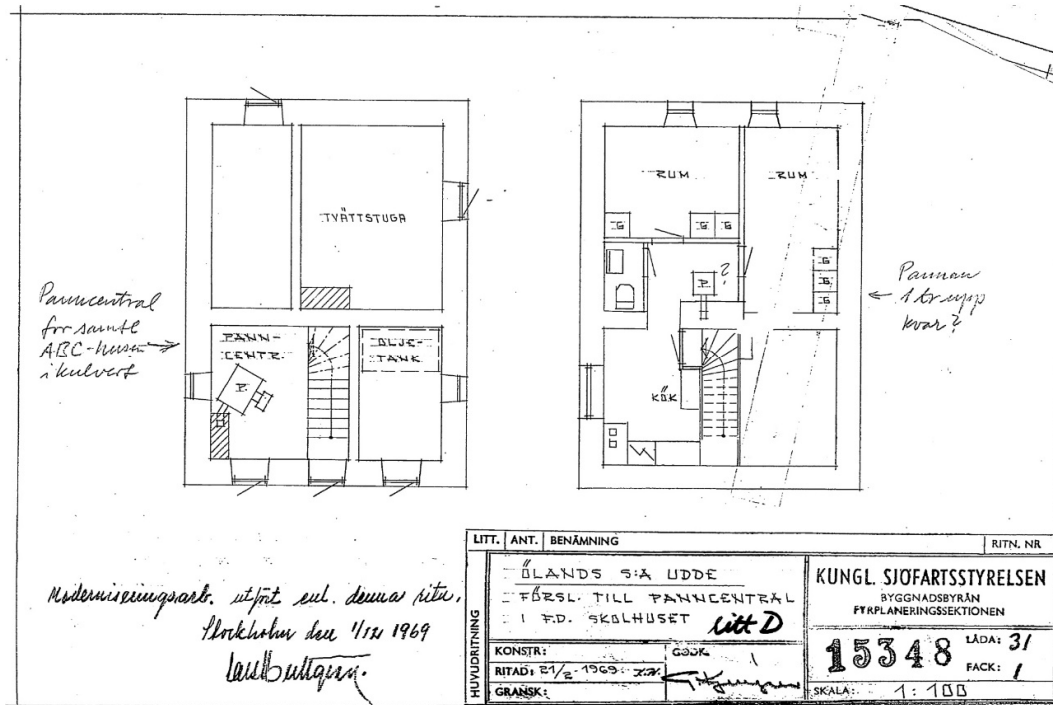 TVÄTTSTUGA
PANN-
CENTR.
P.
OLJE-
TANK
RUM
RUM
G
G
G
G
G
G
P.
?
KÖK
Panncentral
för samtl
ABC-husen
i kulvert
Pannan
1 tr upp
kvar?
Moderniseringsarb. utfört enl. denna ritn.
Stockholm den 1/12 1969
LITT. ANT. BENÄMNING RITN. NR
HUVUDRITNING
ÖLANDS S:A UDDE
FÖRSL. TILL PANNCENTRAL
I F.D. SKOLHUSET litt D
KONSTR:
RITAD: 21/2 1969
GRANSK:
GODK.
KUNGL. SJÖFARTSSTYRELSEN
BYGGNADSBYRÅN
FYRPLANERINGSSEKTIONEN
15348
LÅDA: 31
FACK: 1
SKALA: 1:100